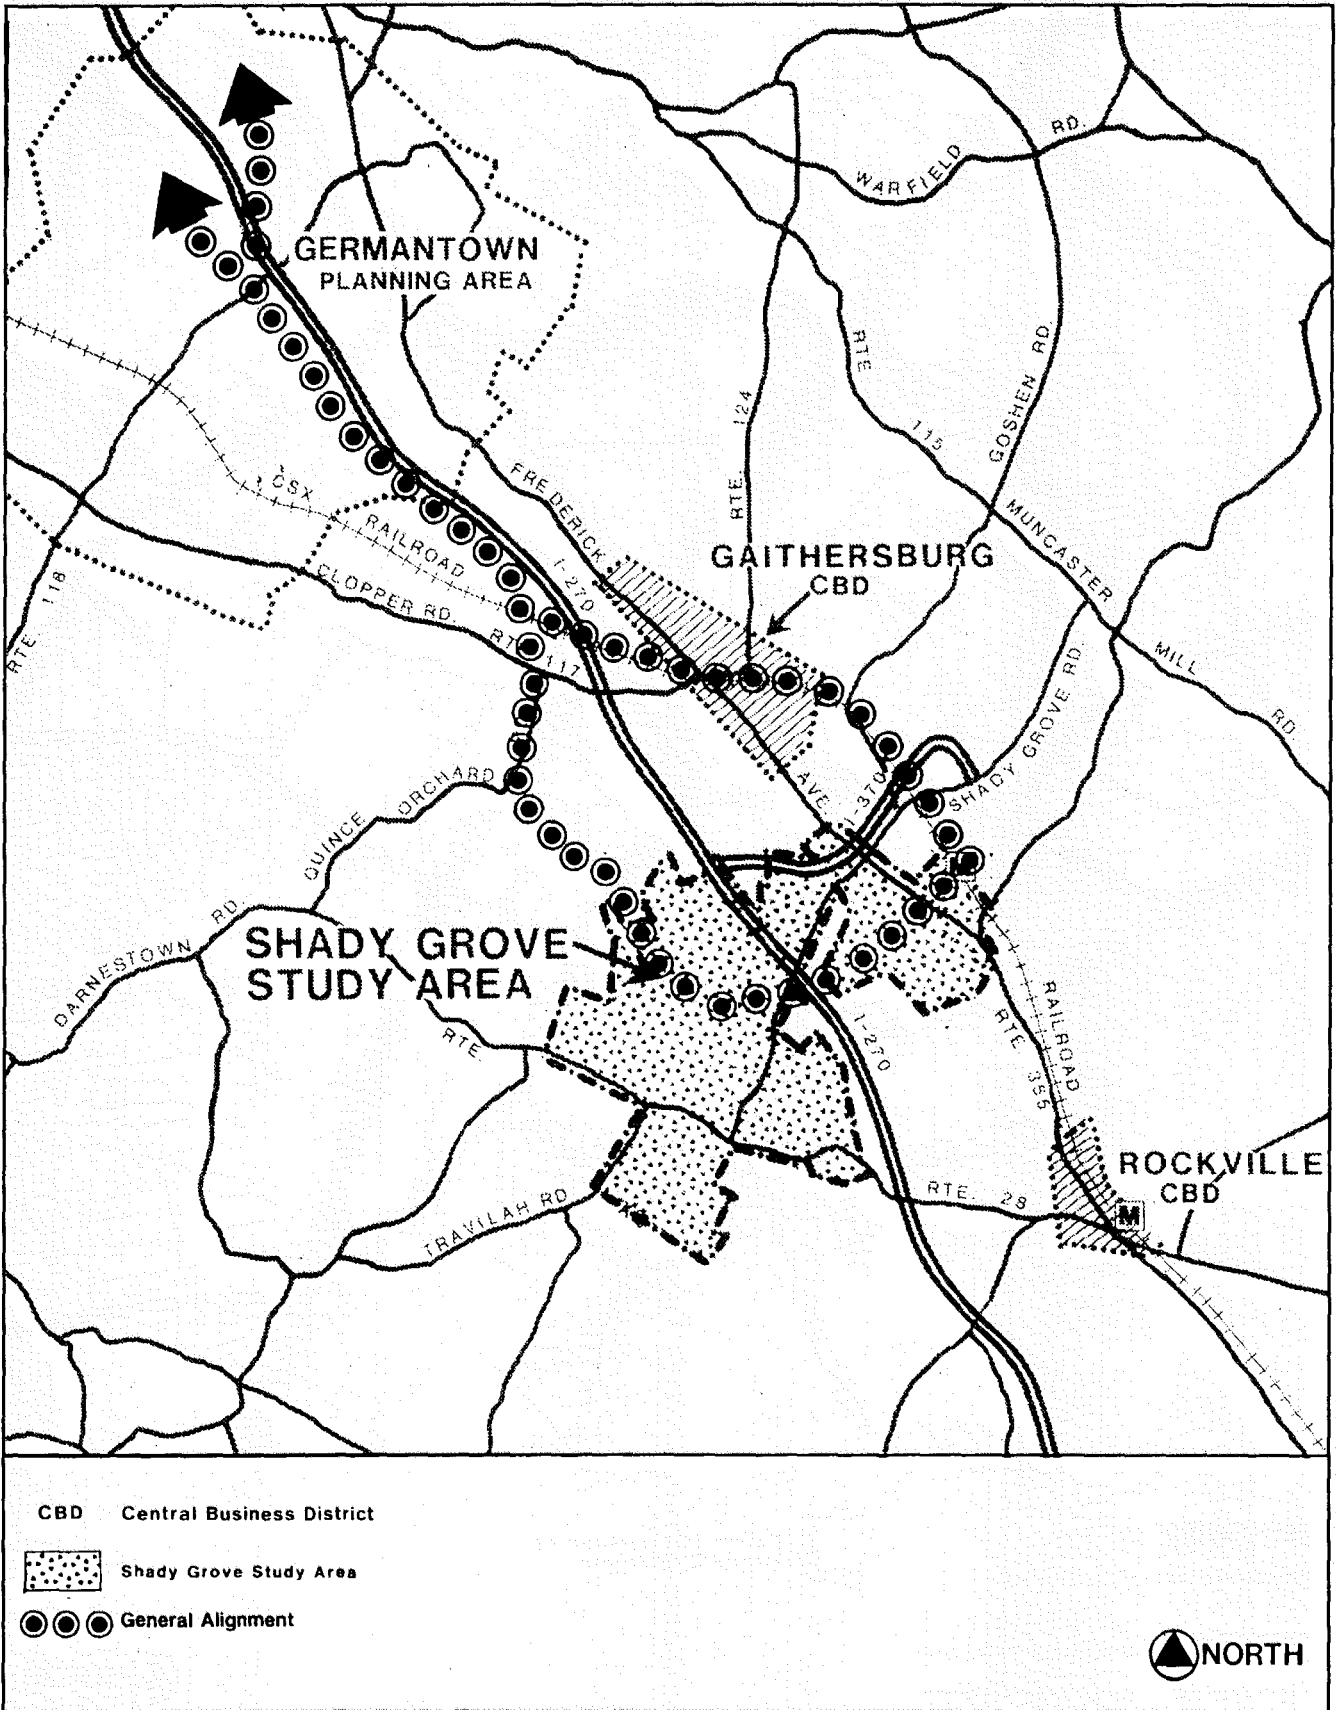 WARFIELD RD.
GERMANTOWN
PLANNING AREA
RTE 115
RTE. 124
GOSHEN RD
FREDERICK
CSX RAILROAD
MUNCASTER
GAITHERSBURG
CBD
I-270
CLOPPER RD.
RTE 117
RTE. 118
MILL
RD.
SHADY GROVE RD.
AVE
I-370
QUINCE ORCHARD
M
DARNESTOWN RD.
SHADY GROVE
STUDY AREA
RTE.
I-270
RTE 355
RAILROAD
ROCKVILLE
CBD
M
RTE. 28
TRAVILAH RD
CBD Central Business District
Shady Grove Study Area
General Alignment
NORTH